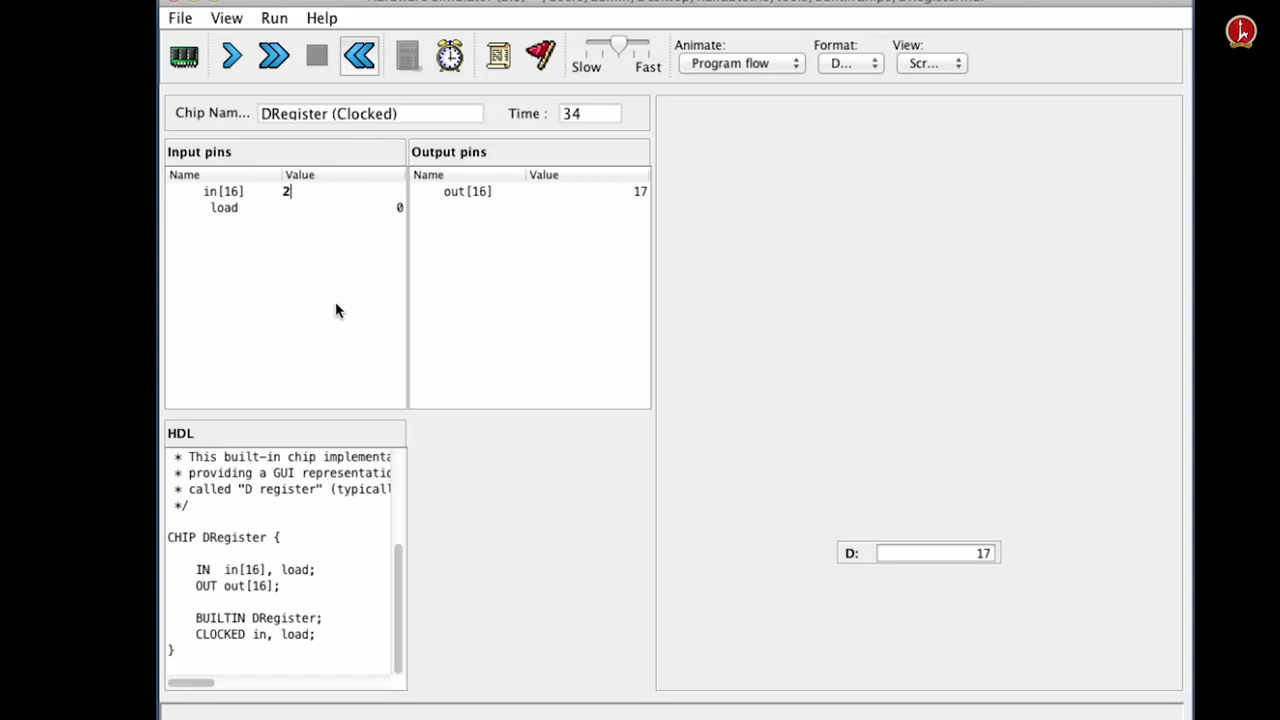 File View Run Help
Slow Fast
Animate: Format: View:
Program flow D... Scr...
Chip Nam... DRegister (Clocked) Time : 34
Input pins Output pins
Name Value Name Value
in[16] 2 out[16] 17
load 0
HDL
* This built-in chip implementa
* providing a GUI representatio
* called "D register" (typicall
*/
CHIP DRegister {
IN in[16], load;
OUT out[16];
BUILTIN DRegister;
CLOCKED in, load;
}
D: 17